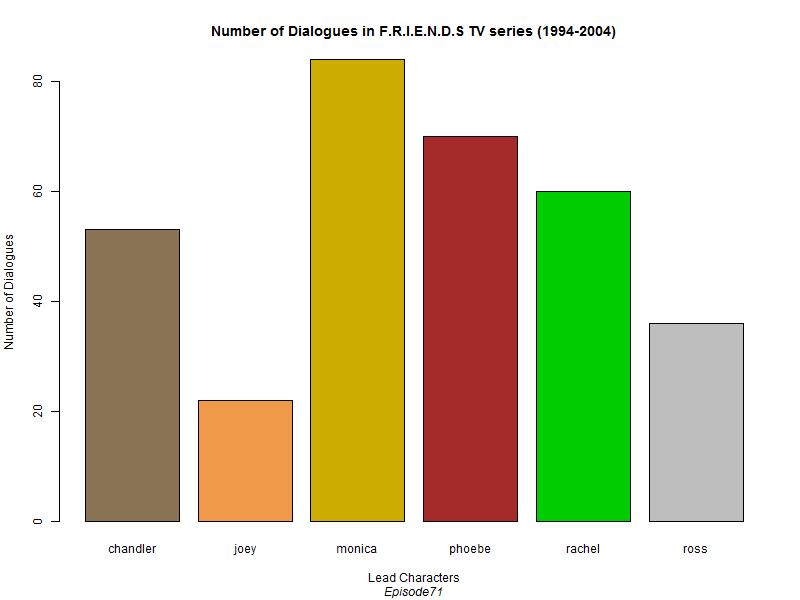 Number of Dialogues in F.R.I.E.N.D.S TV series (1994-2004)
Number of Dialogues
80
60
40
20
0
chandler joey monica phoebe rachel ross
Lead Characters
Episode71